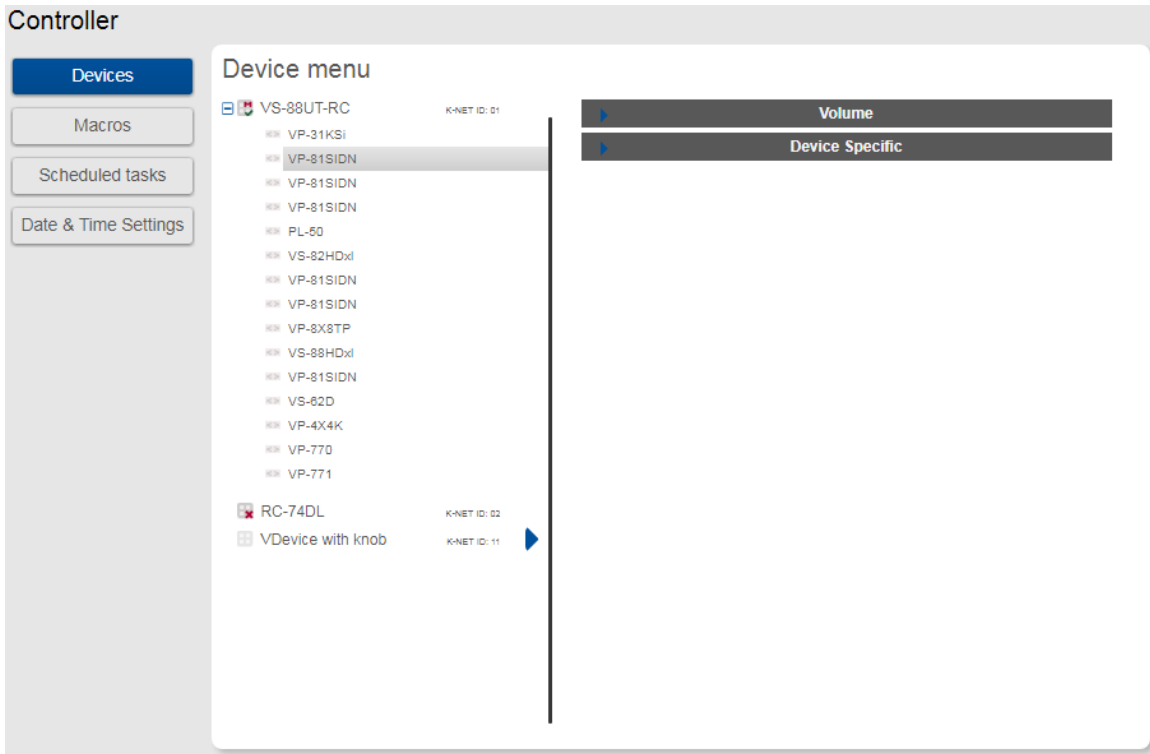 Controller
Devices
Macros
Scheduled tasks
Date & Time Settings
Device menu
VS-88UT-RC K-NET ID: 01
VP-31KSi
VP-81SIDN
VP-81SIDN
VP-81SIDN
PL-50
VS-82HDxl
VP-81SIDN
VP-81SIDN
VP-8X8TP
VS-88HDxl
VP-81SIDN
VS-62D
VP-4X4K
VP-770
VP-771
RC-74DL K-NET ID: 02
VDevice with knob K-NET ID: 11
Volume
Device Specific